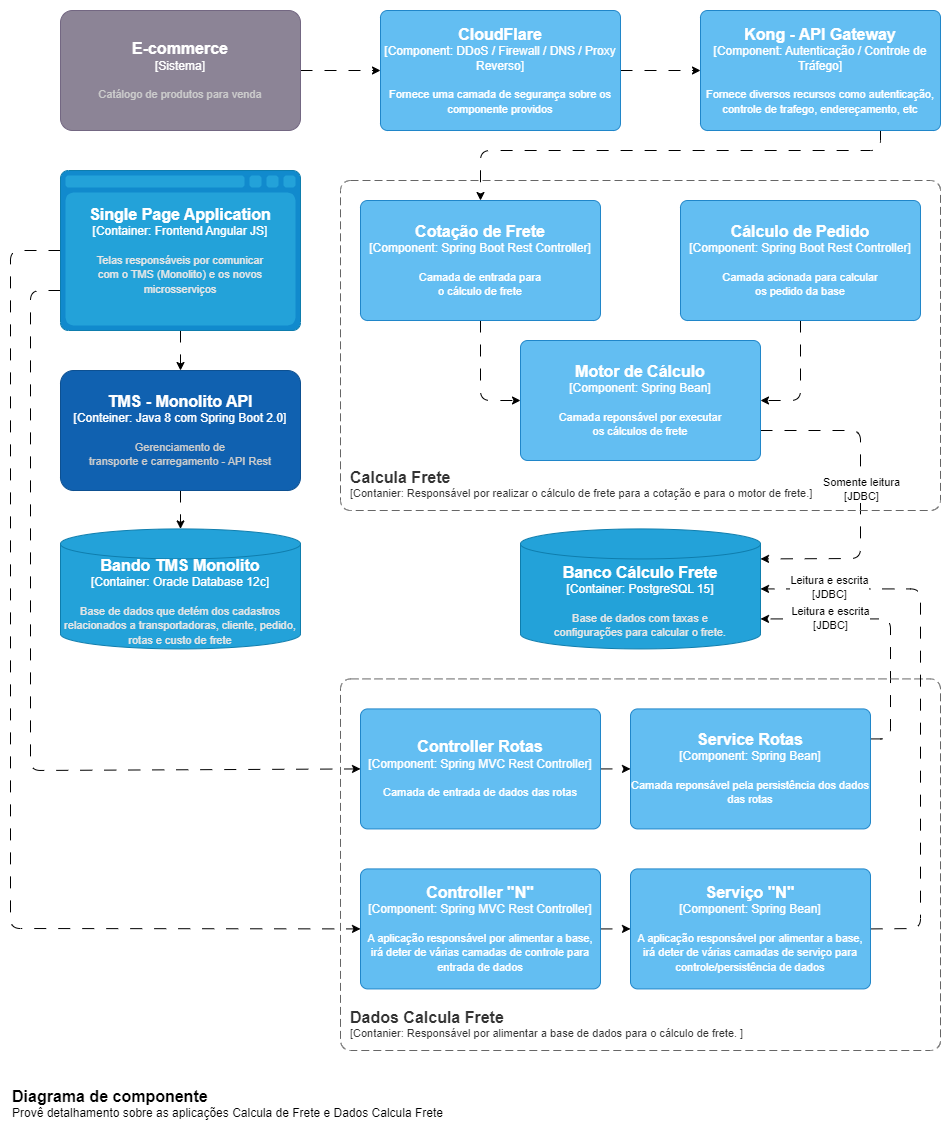 E-commerce
[Sistema]
Catálogo de produtos para venda
CloudFlare
[Component: DDoS / Firewall / DNS / Proxy
Reverso]
Fornece uma camada de segurança sobre os
componente providos
Kong - API Gateway
[Component: Autenticação / Controle de
Tráfego]
Fornece diversos recursos como autenticação,
controle de trafego, endereçamento, etc
Single Page Application
[Container: Frontend Angular JS]
Telas responsáveis por comunicar
com o TMS (Monolito) e os novos
microsserviços
Cotação de Frete
[Component: Spring Boot Rest Controller]
Camada de entrada para
o cálculo de frete
Cálculo de Pedido
[Component: Spring Boot Rest Controller]
Camada acionada para calcular
os pedido da base
TMS - Monolito API
[Conteiner: Java 8 com Spring Boot 2.0]
Gerenciamento de
transporte e carregamento - API Rest
Motor de Cálculo
[Component: Spring Bean]
Camada reponsável por executar
os cálculos de frete
Calcula Frete
[Contanier: Responsável por realizar o cálculo de frete para a cotação e para o motor de frete.]
Somente leitura
[JDBC]
Bando TMS Monolito
[Container: Oracle Database 12c]
Base de dados que detém dos cadastros
relacionados a transportadoras, cliente, pedido,
rotas e custo de frete
Banco Cálculo Frete
[Container: PostgreSQL 15]
Base de dados com taxas e
configurações para calcular o frete.
Leitura e escrita
[JDBC]
Leitura e escrita
[JDBC]
Controller Rotas
[Component: Spring MVC Rest Controller]
Camada de entrada de dados das rotas
Service Rotas
[Component: Spring Bean]
Camada reponsável pela persistência dos dados
das rotas
Controller "N"
[Component: Spring MVC Rest Controller]
A aplicação responsável por alimentar a base,
irá deter de várias camadas de controle para
entrada de dados
Serviço "N"
[Component: Spring Bean]
A aplicação responsável por alimentar a base,
irá deter de várias camadas de serviço para
controle/persistência de dados
Dados Calcula Frete
[Contanier: Responsável por alimentar a base de dados para o cálculo de frete. ]
Diagrama de componente
Provê detalhamento sobre as aplicações Calcula de Frete e Dados Calcula Frete